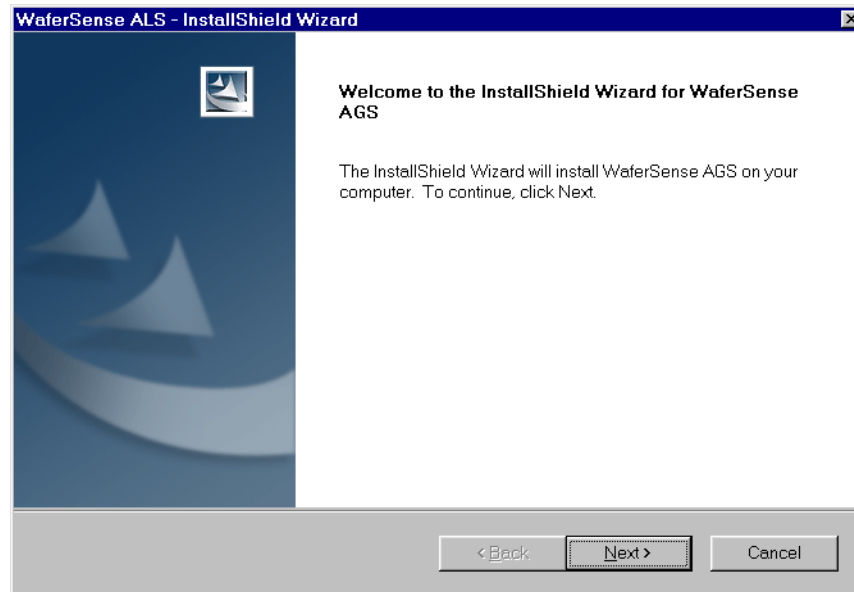 WaferSense ALS - InstallShield Wizard
Welcome to the InstallShield Wizard for WaferSense
AGS
The InstallShield Wizard will install WaferSense AGS on your
computer. To continue, click Next.
< Back
Next >
Cancel